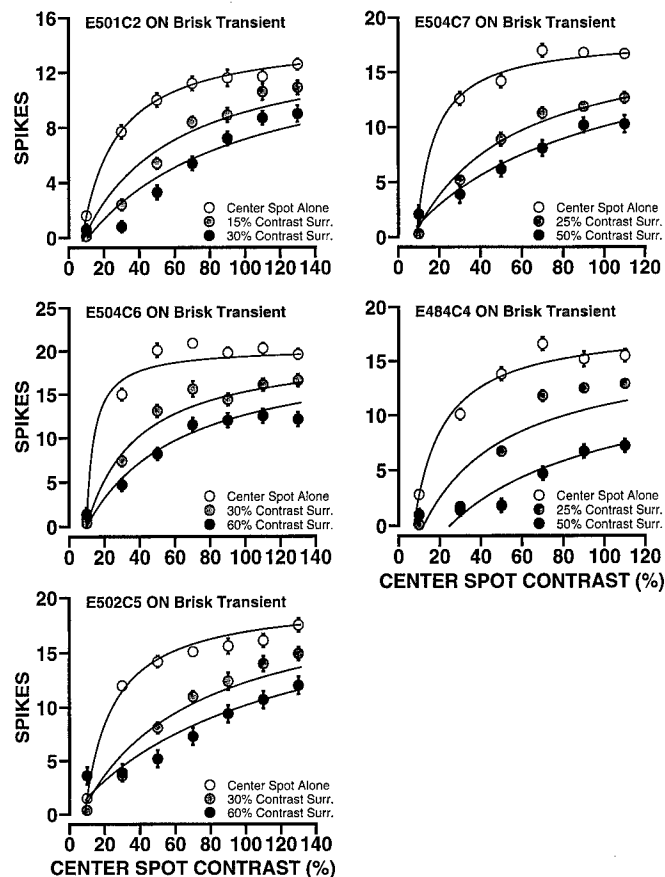 E501C2 ON Brisk Transient
16
12
8
4
0
SPIKES
Center Spot Alone
15% Contrast Surr.
30% Contrast Surr.
0 20 40 60 80 100 120 140
E504C7 ON Brisk Transient
20
15
10
5
0
Center Spot Alone
25% Contrast Surr.
50% Contrast Surr.
0 20 40 60 80 100 120
E504C6 ON Brisk Transient
25
20
15
10
5
0
SPIKES
Center Spot Alone
30% Contrast Surr.
60% Contrast Surr.
0 20 40 60 80 100 120 140
E484C4 ON Brisk Transient
20
15
10
5
0
Center Spot Alone
25% Contrast Surr.
50% Contrast Surr.
0 20 40 60 80 100 120
CENTER SPOT CONTRAST (%)
E502C5 ON Brisk Transient
20
15
10
5
0
SPIKES
Center Spot Alone
30% Contrast Surr.
60% Contrast Surr.
0 20 40 60 80 100 120 140
CENTER SPOT CONTRAST (%)